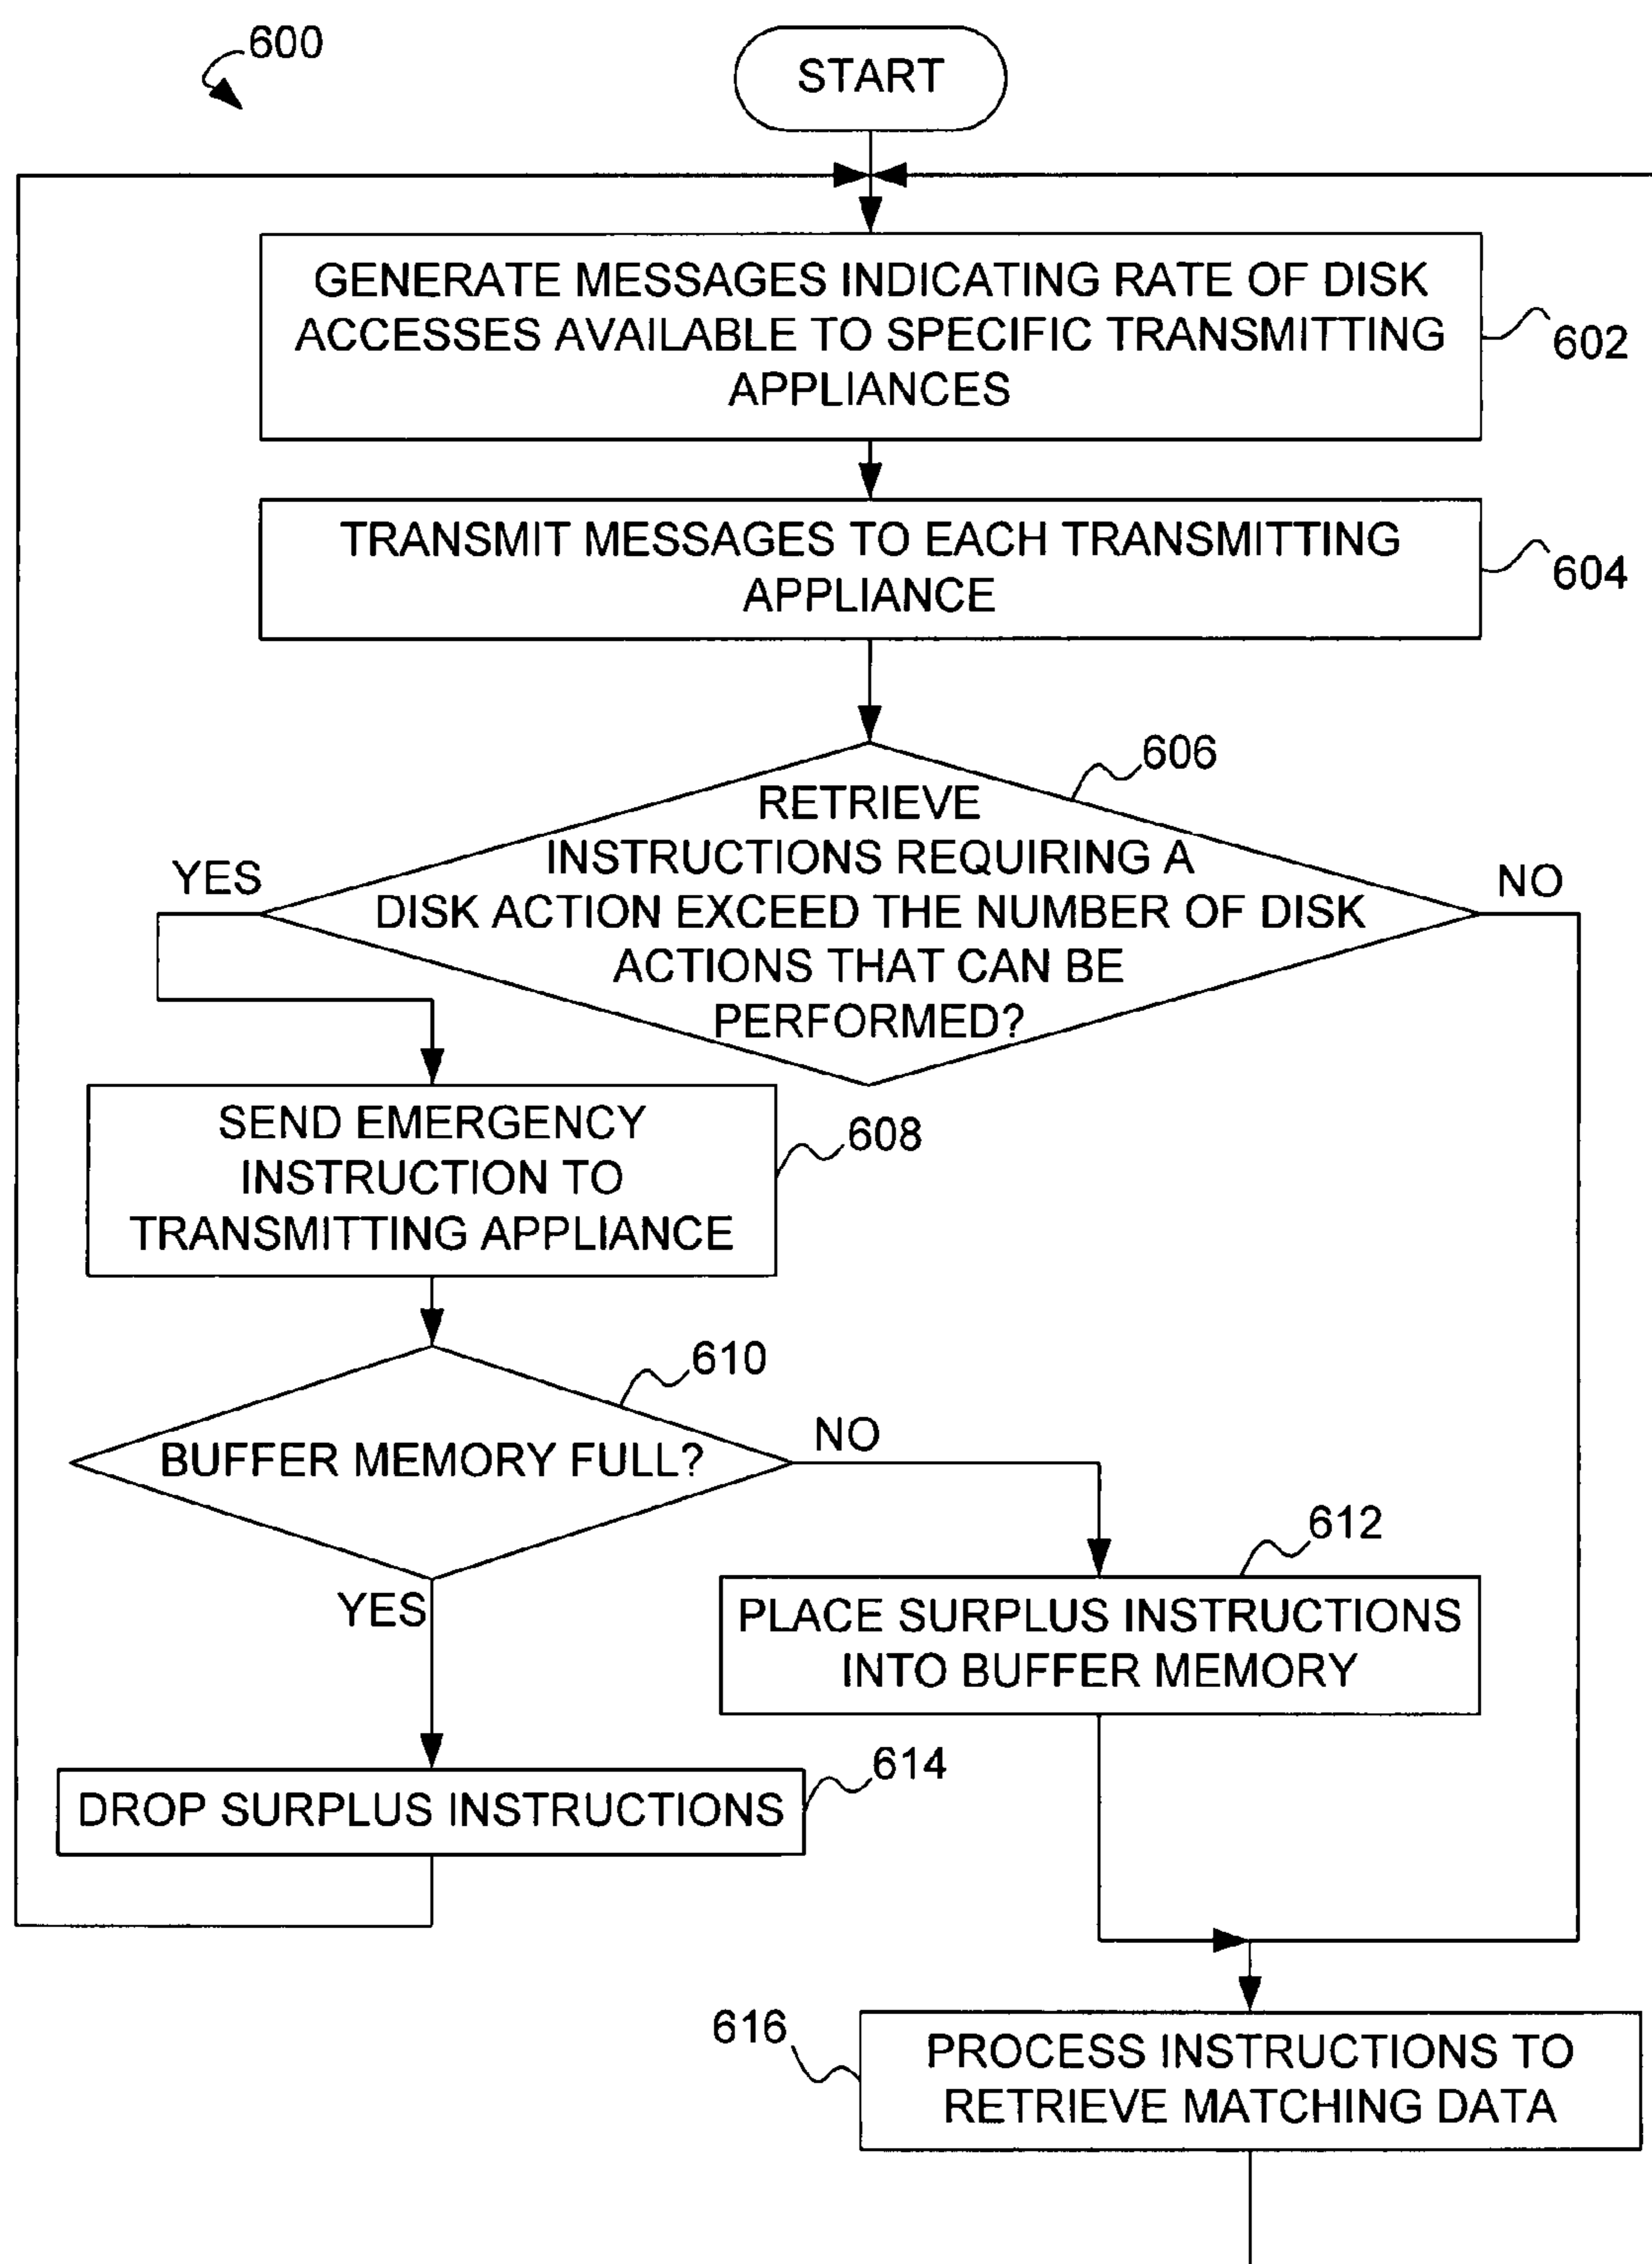 600
START
GENERATE MESSAGES INDICATING RATE OF DISK
ACCESSES AVAILABLE TO SPECIFIC TRANSMITTING
APPLIANCES
602
TRANSMIT MESSAGES TO EACH TRANSMITTING
APPLIANCE
604
606
RETRIEVE
INSTRUCTIONS REQUIRING A
DISK ACTION EXCEED THE NUMBER OF DISK
ACTIONS THAT CAN BE
PERFORMED?
YES
NO
SEND EMERGENCY
INSTRUCTION TO
TRANSMITTING APPLIANCE
608
610
BUFFER MEMORY FULL?
NO
YES
612
PLACE SURPLUS INSTRUCTIONS
INTO BUFFER MEMORY
614
DROP SURPLUS INSTRUCTIONS
616
PROCESS INSTRUCTIONS TO
RETRIEVE MATCHING DATA